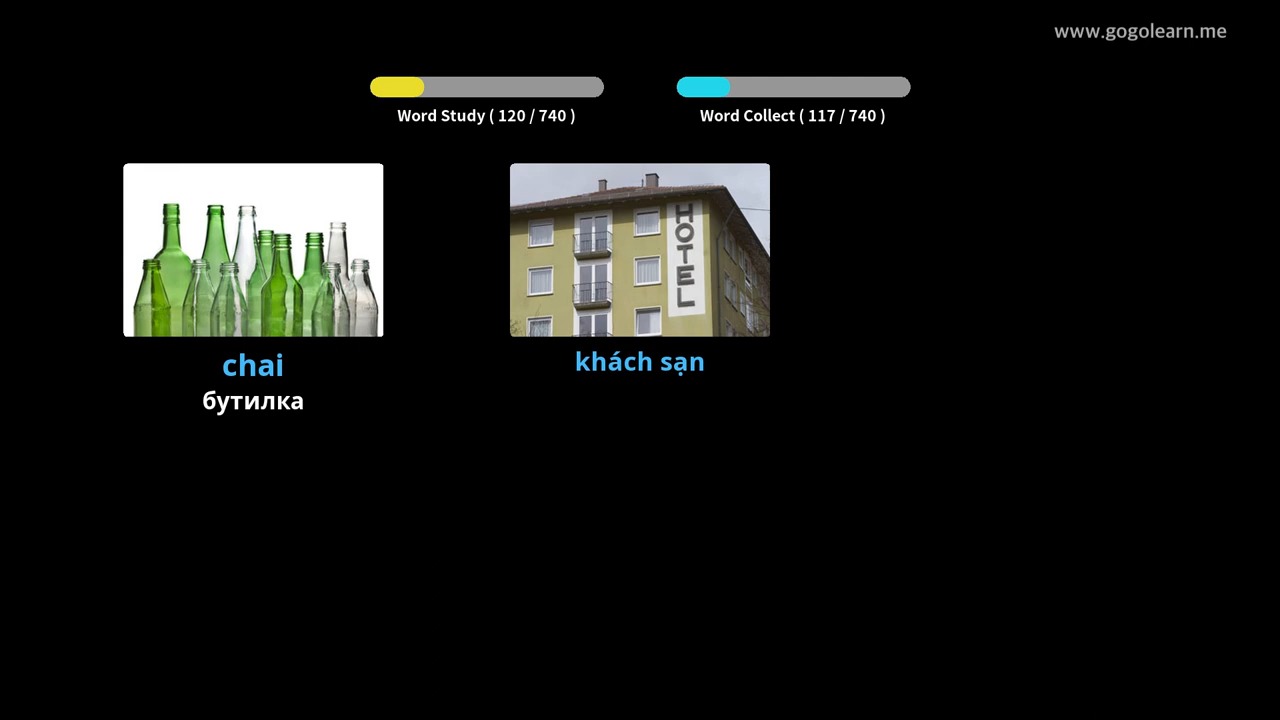 www.gogolearn.me
Word Study ( 120 / 740 )
Word Collect ( 117 / 740 )
HOTEL
chai
khách sạn
бутилка